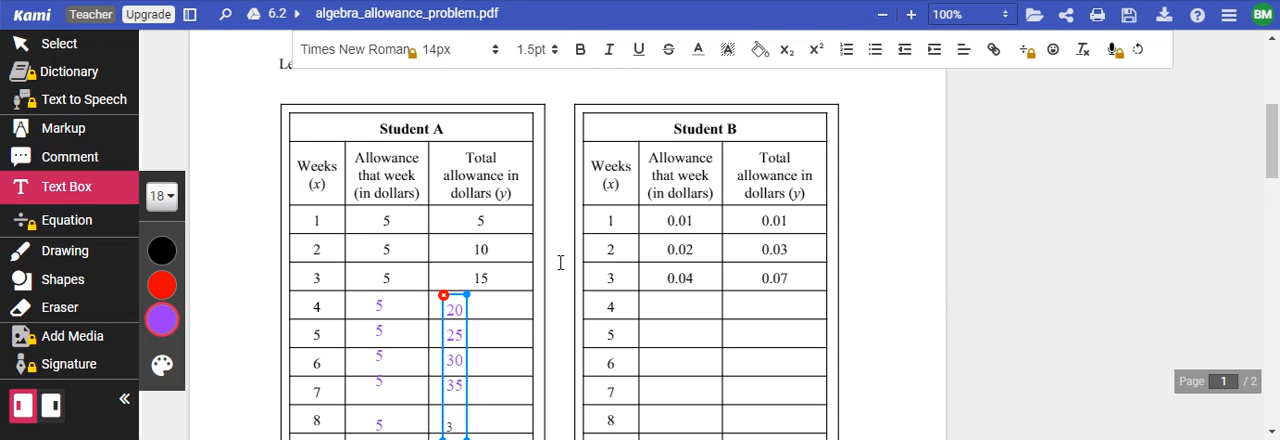 Kami Teacher Upgrade 6.2 algebra_allowance_problem.pdf 100% BM
Select
Dictionary
Text to Speech
Markup
Comment
Text Box
Equation
Drawing
Shapes
Eraser
Add Media
Signature
18
Times New Roman 14px 1.5pt B I U S A A X₂ X² Tx
Le
Student A
Weeks (x) Allowance that week (in dollars) Total allowance in dollars (y)
1 5 5
2 5 10
3 5 15
4 5 20
5 5 25
6 5 30
7 5 35
8 5 3
Student B
Weeks (x) Allowance that week (in dollars) Total allowance in dollars (y)
1 0.01 0.01
2 0.02 0.03
3 0.04 0.07
4
5
6
7
8
Page 1 / 2